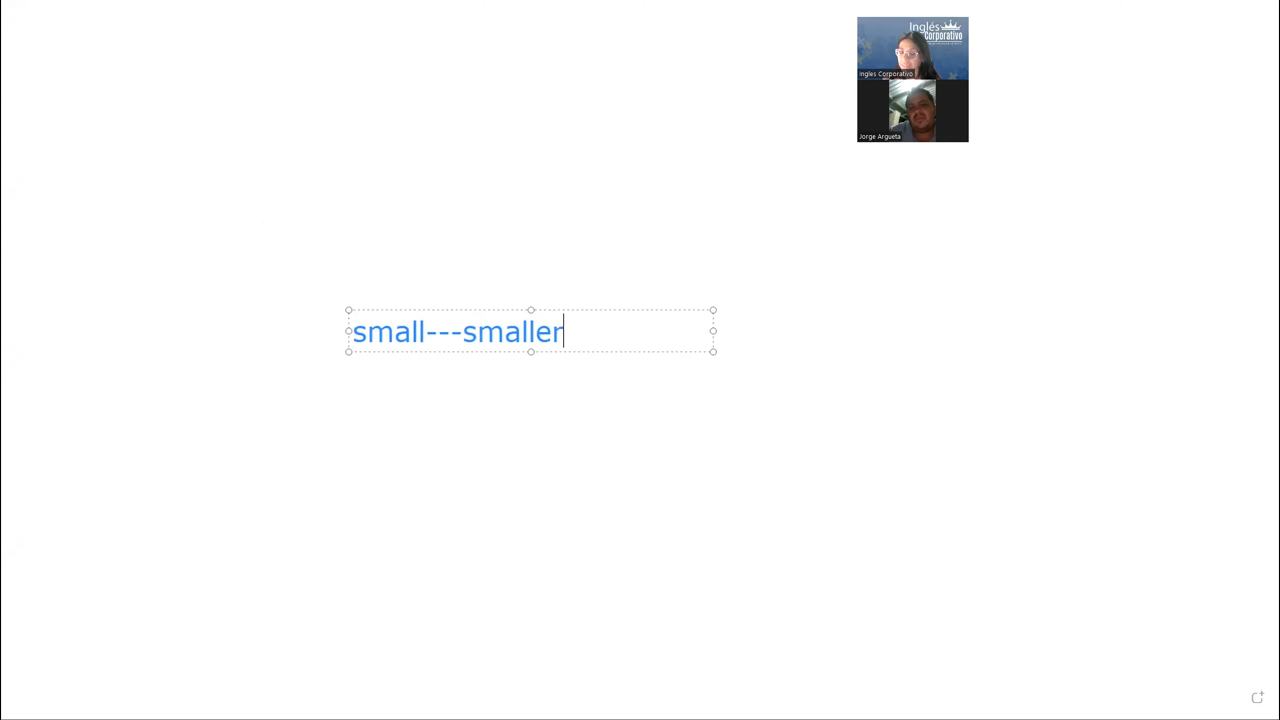 Inglés
Corporativo
Ingles Corporativo
Jorge Argueta
small---smaller